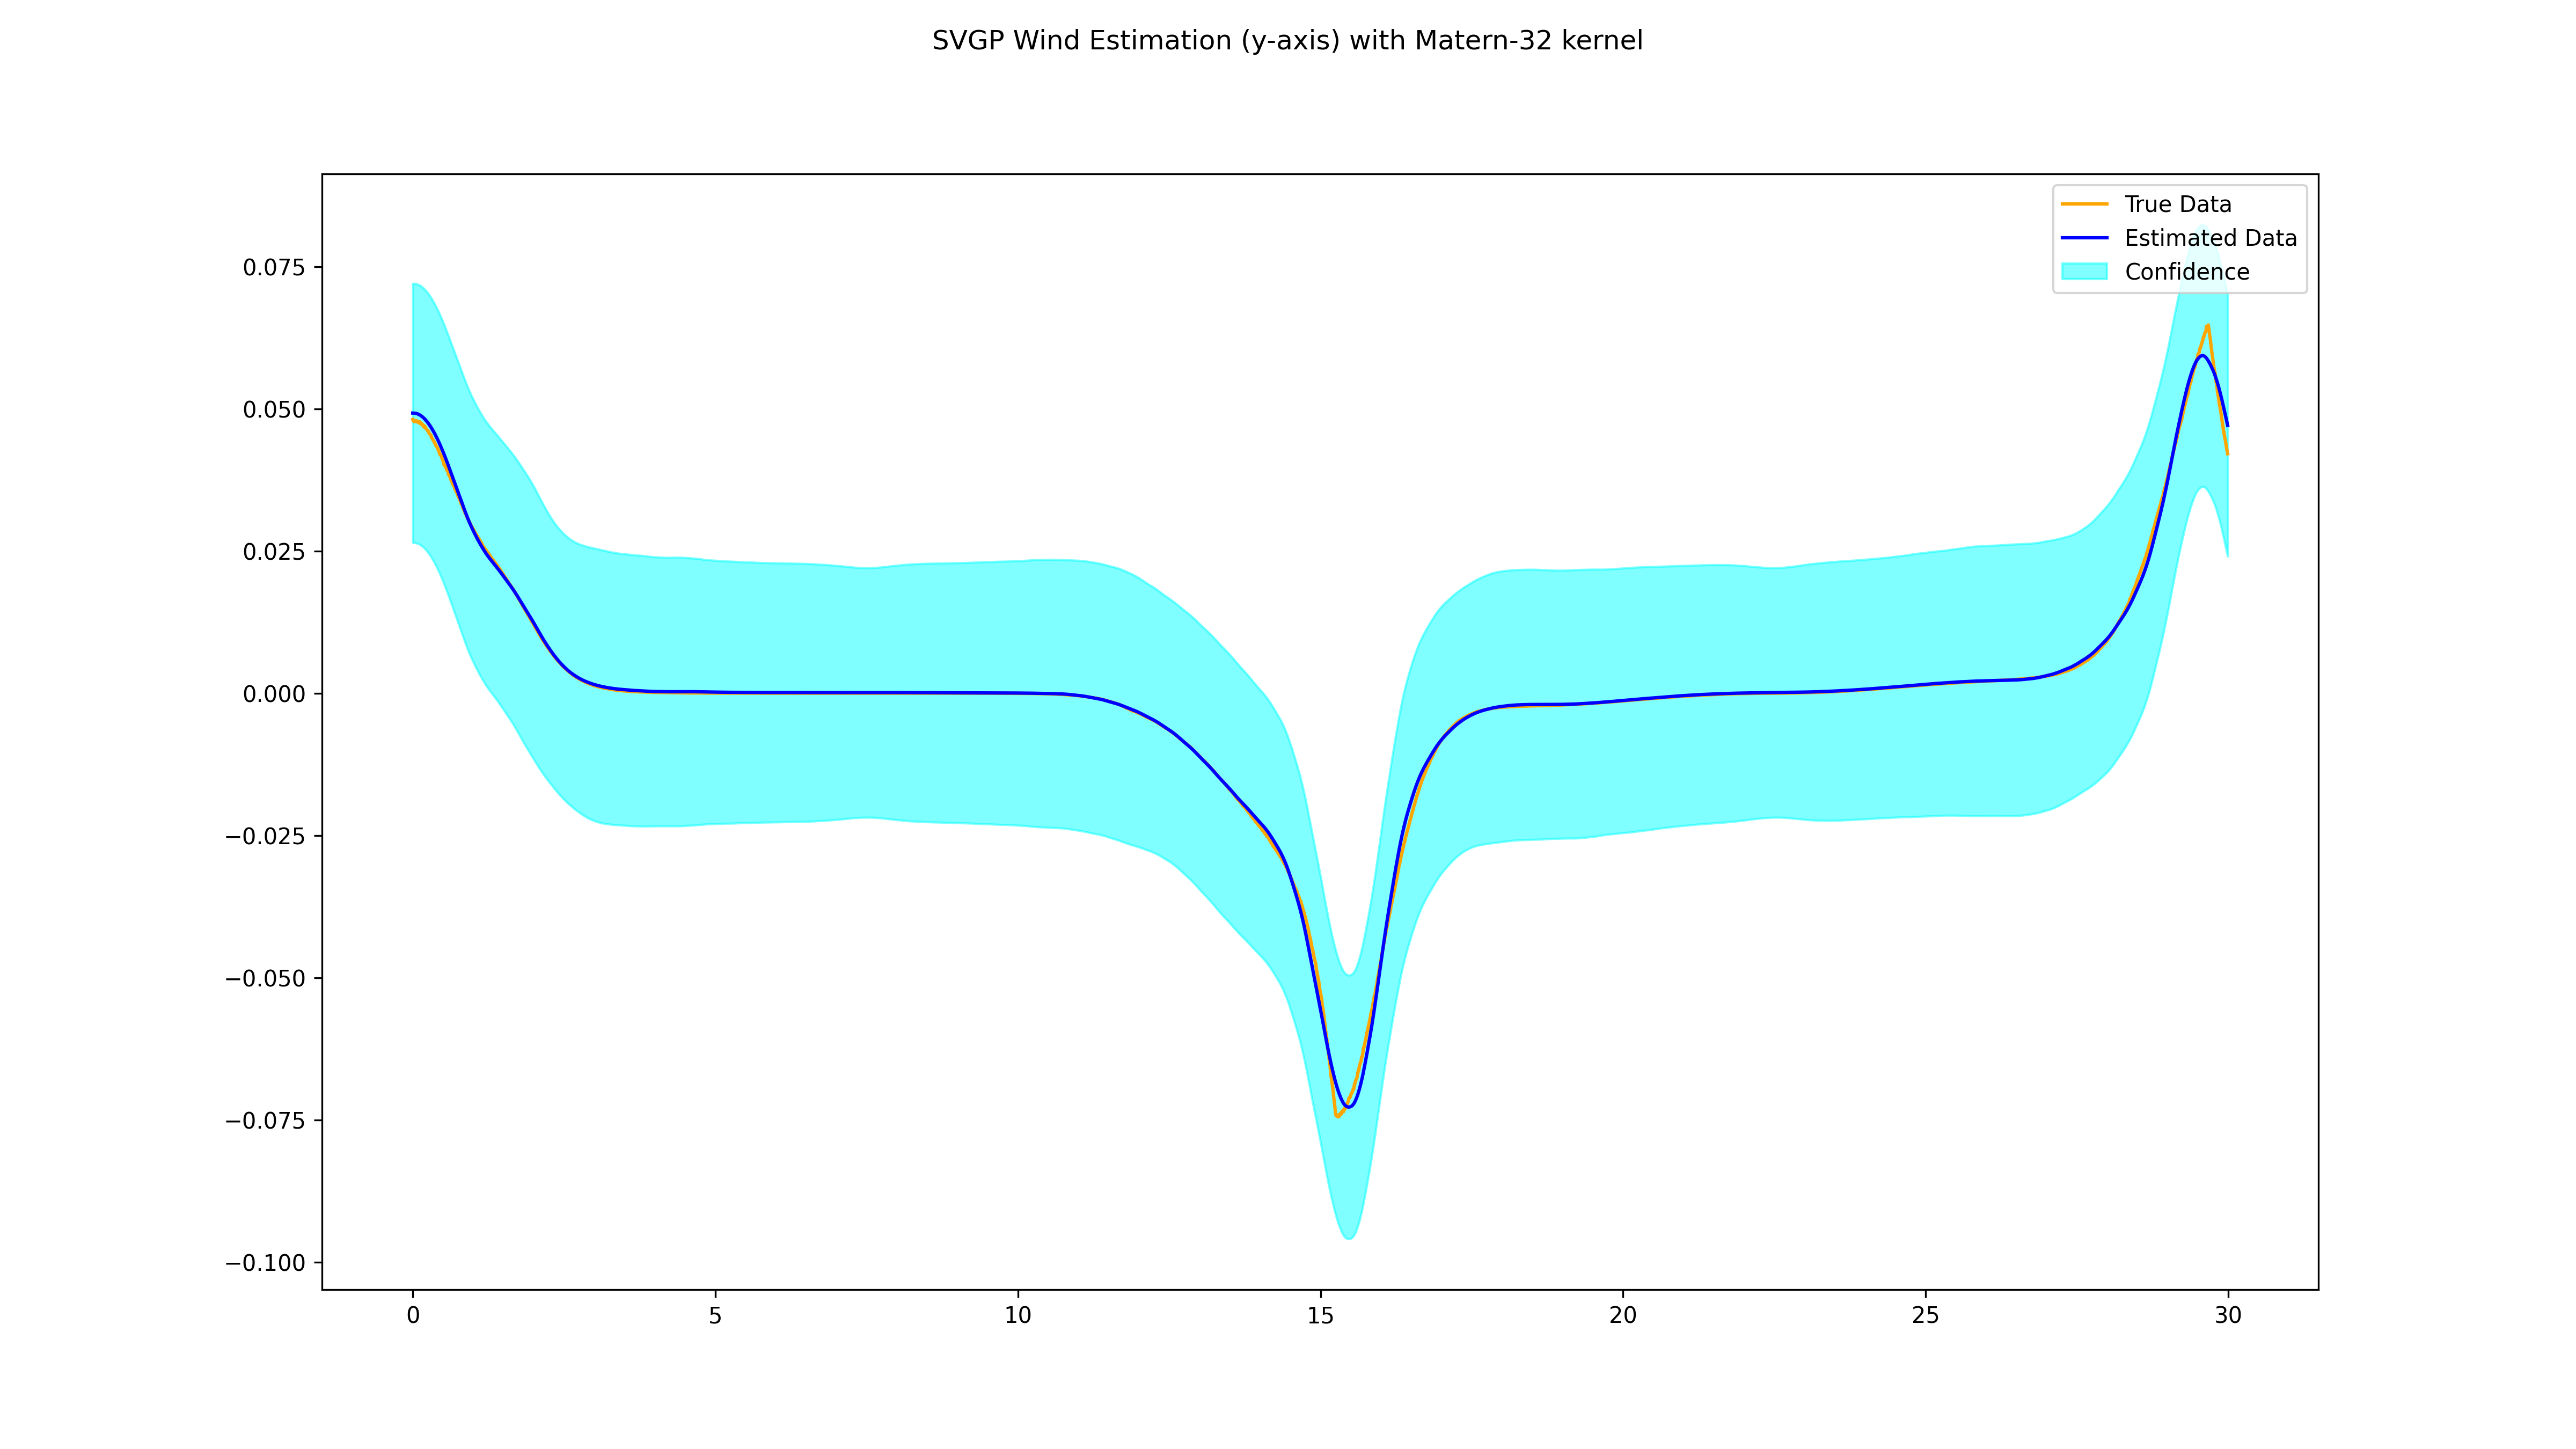 SVGP Wind Estimation (y-axis) with Matern-32 kernel
True Data
Estimated Data
Confidence
0.075
0.050
0.025
0.000
−0.025
−0.050
−0.075
−0.100
0 5 10 15 20 25 30